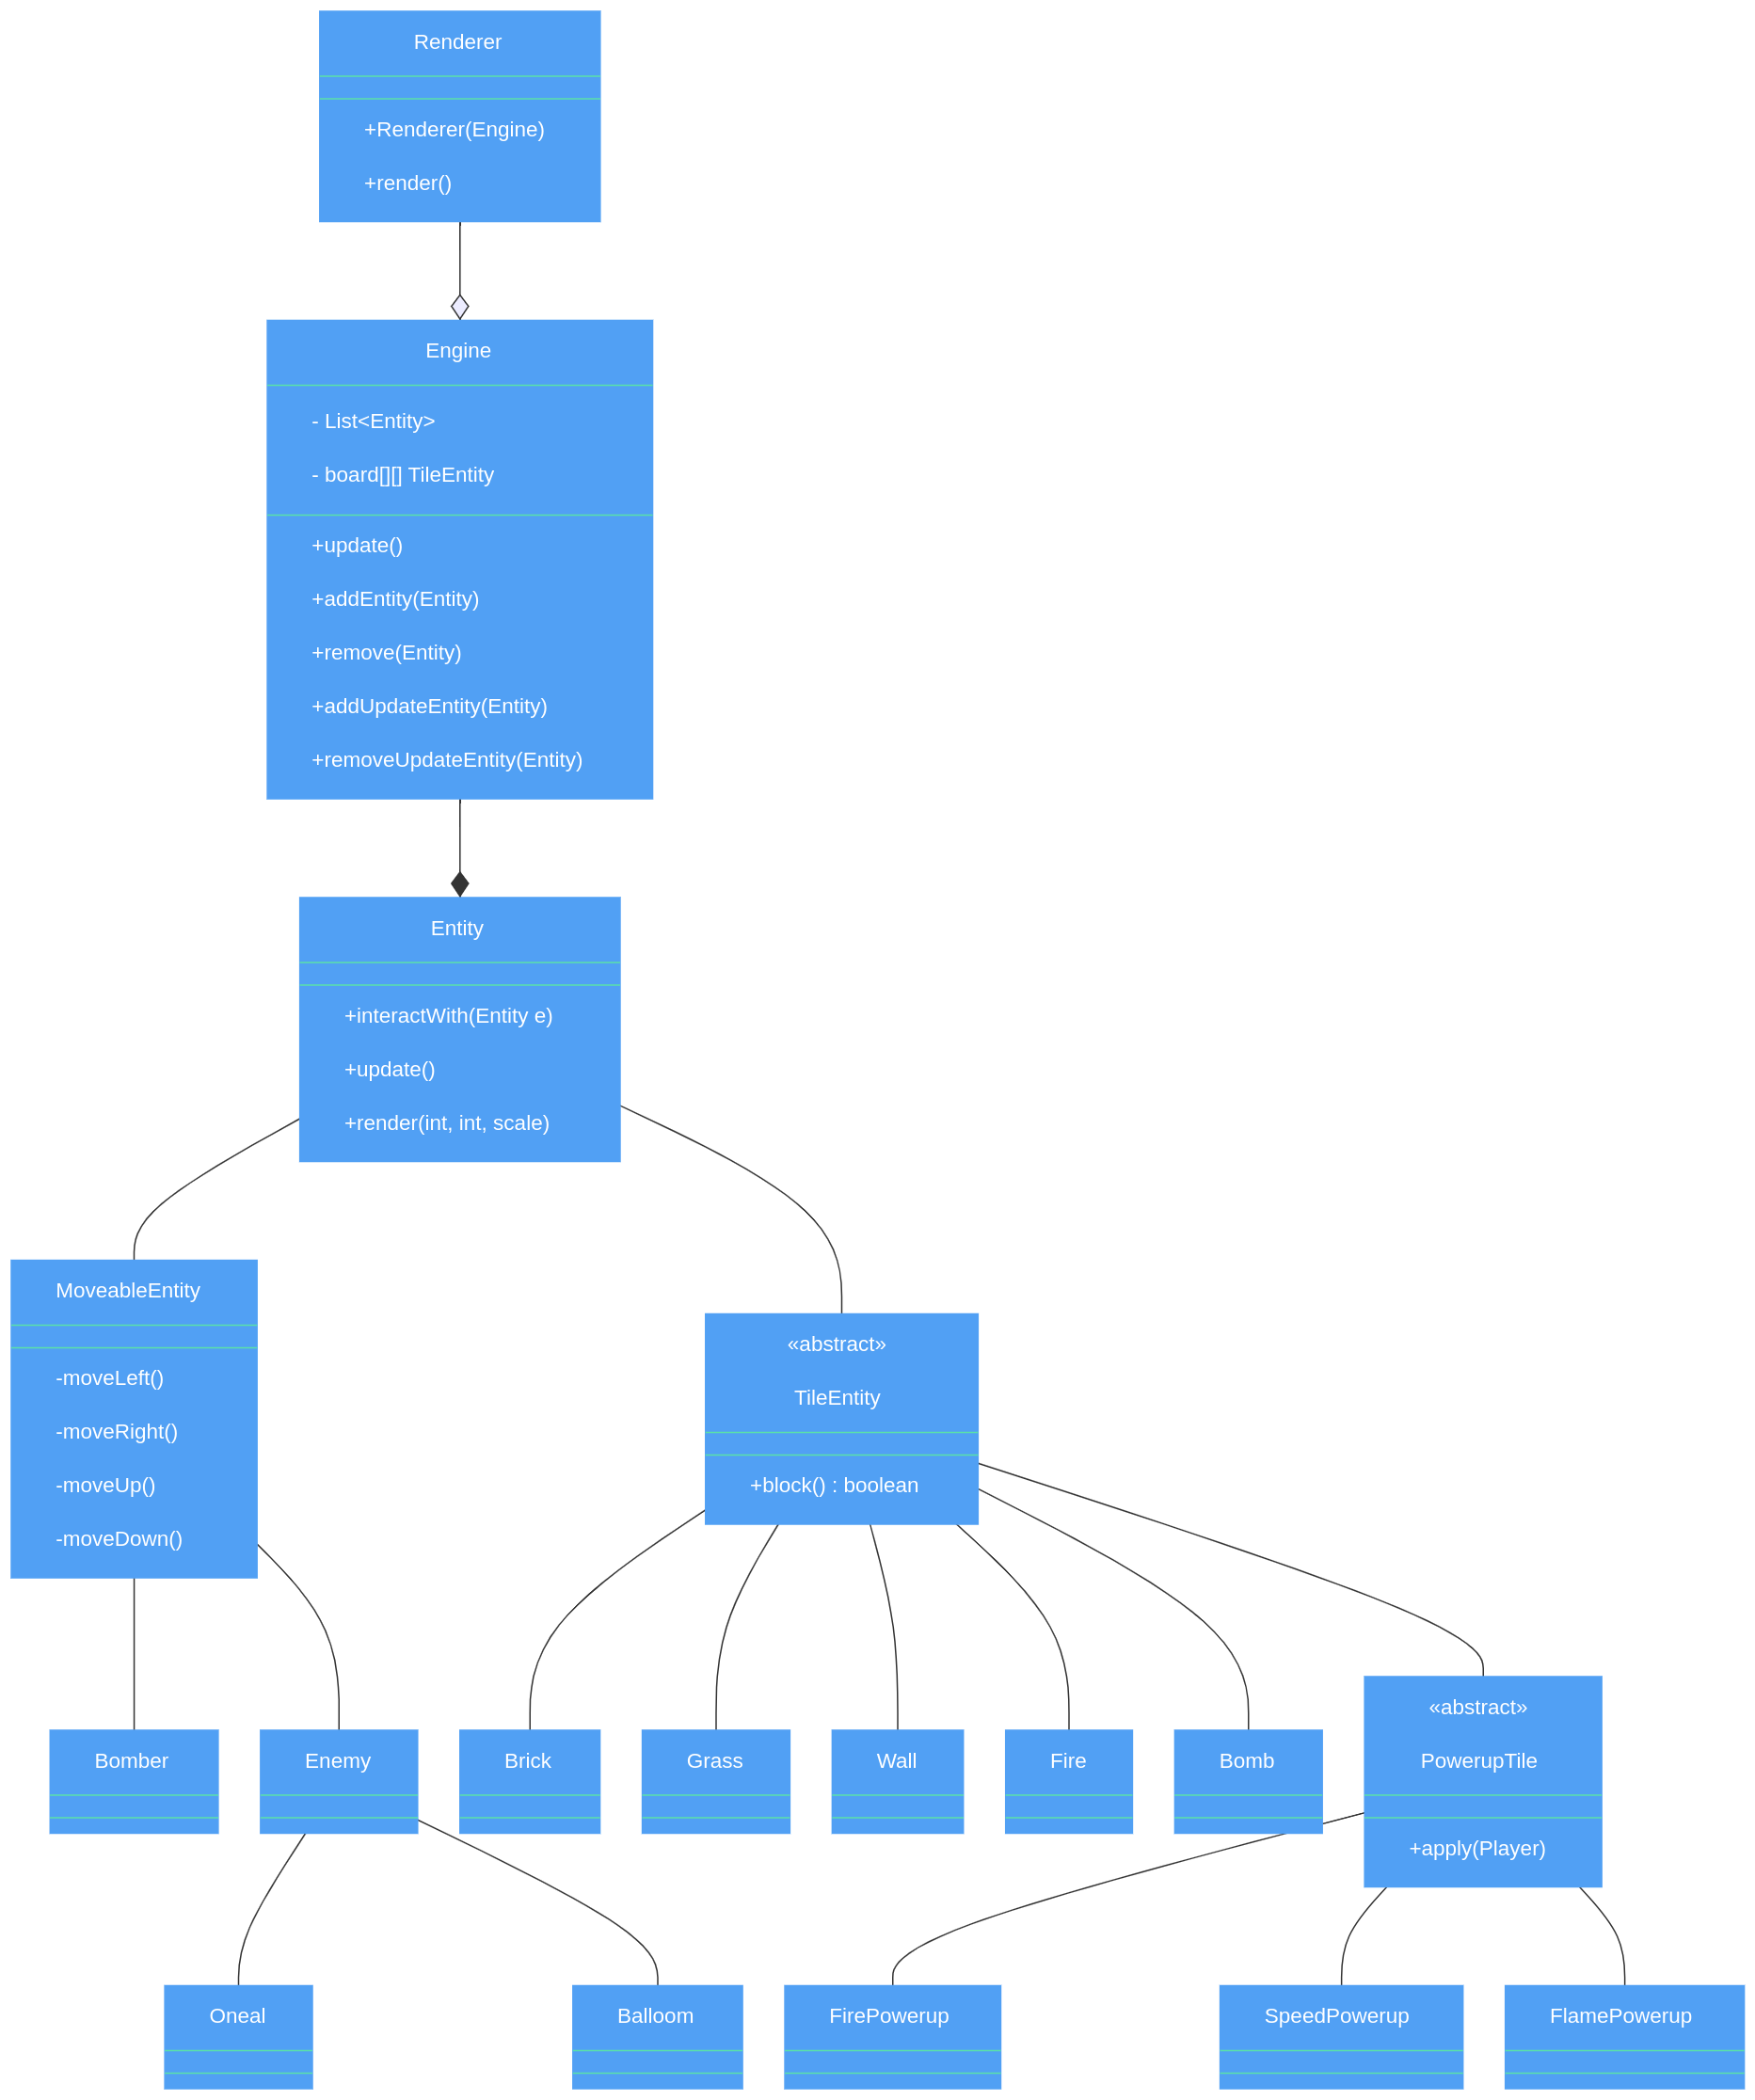 Renderer
+Renderer(Engine)
+render()
Engine
- List<Entity>
- board[][] TileEntity
+update()
+addEntity(Entity)
+remove(Entity)
+addUpdateEntity(Entity)
+removeUpdateEntity(Entity)
Entity
+interactWith(Entity e)
+update()
+render(int, int, scale)
MoveableEntity
-moveLeft()
-moveRight()
-moveUp()
-moveDown()
«abstract»
TileEntity
+block() : boolean
Bomber
Enemy
Brick
Grass
Wall
Fire
Bomb
«abstract»
PowerupTile
+apply(Player)
Oneal
Balloom
FirePowerup
SpeedPowerup
FlamePowerup